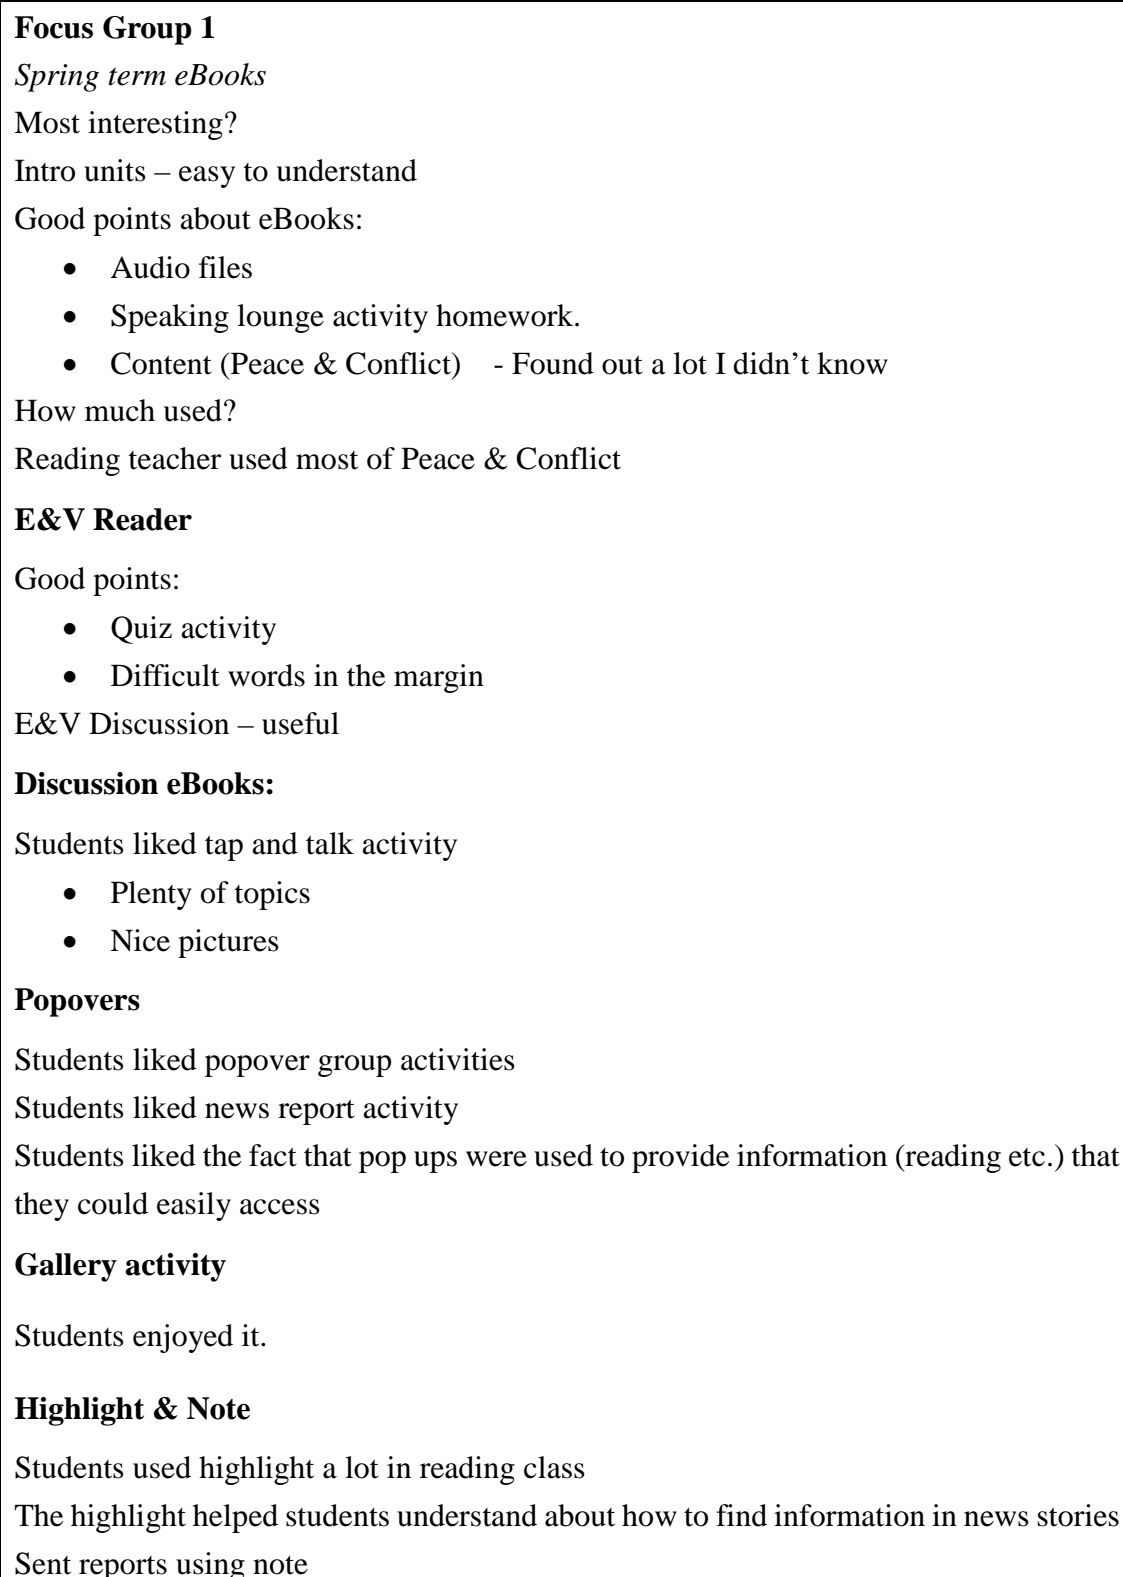 Focus Group 1
Spring term eBooks
Most interesting?
Intro units – easy to understand
Good points about eBooks:
• Audio files
• Speaking lounge activity homework.
• Content (Peace & Conflict) - Found out a lot I didn’t know
How much used?
Reading teacher used most of Peace & Conflict
E&V Reader
Good points:
• Quiz activity
• Difficult words in the margin
E&V Discussion – useful
Discussion eBooks:
Students liked tap and talk activity
• Plenty of topics
• Nice pictures
Popovers
Students liked popover group activities
Students liked news report activity
Students liked the fact that pop ups were used to provide information (reading etc.) that
they could easily access
Gallery activity
Students enjoyed it.
Highlight & Note
Students used highlight a lot in reading class
The highlight helped students understand about how to find information in news stories
Sent reports using note